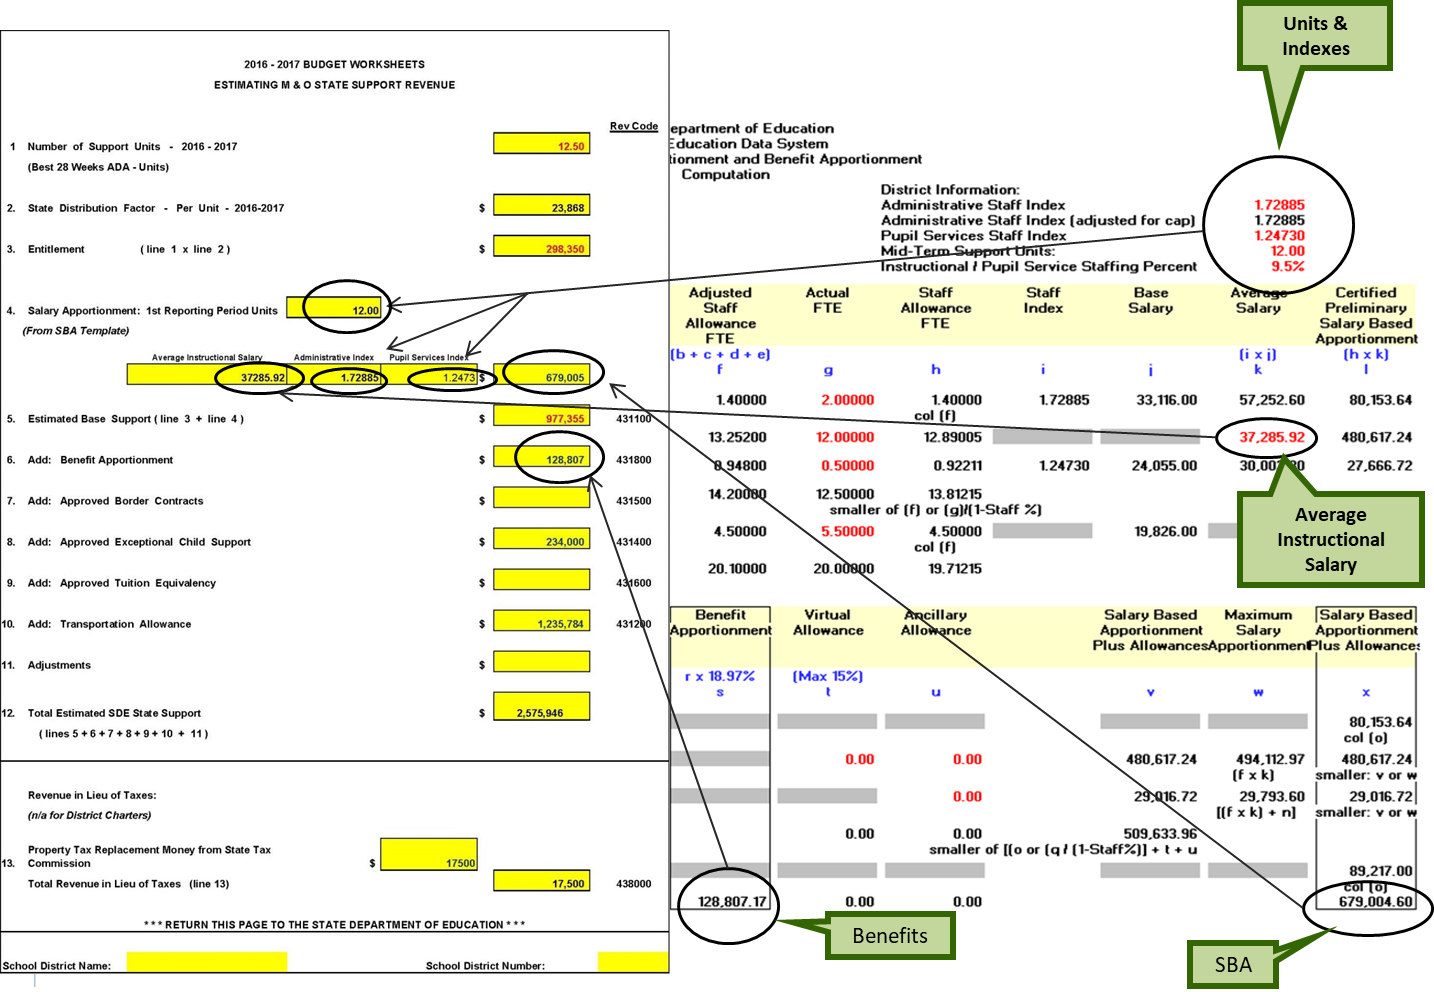 Units &
Indexes
2016 - 2017 BUDGET WORKSHEETS
ESTIMATING M & O STATE SUPPORT REVENUE
Rev Code
1 Number of Support Units - 2016 - 2017 12.50
(Best 28 Weeks ADA - Units)
2. State Distribution Factor - Per Unit - 2016-2017 $ 23,868
3. Entitlement ( line 1 x line 2 ) $ 298,350
4. Salary Apportionment: 1st Reporting Period Units 12.00
(From SBA Template)
Average Instructional Salary Administrative Index Pupil Services Index
37285.92 1.72885 1.2473 $ 679,005
5. Estimated Base Support ( line 3 + line 4 ) $ 977,355 431100
6. Add: Benefit Apportionment $ 128,807 431800
7. Add: Approved Border Contracts $ 431500
8. Add: Approved Exceptional Child Support $ 234,000 431400
9. Add: Approved Tuition Equivalency $ 431600
10. Add: Transportation Allowance $ 1,235,784 431200
11. Adjustments $
12. Total Estimated SDE State Support $ 2,575,946
( lines 5 + 6 + 7 + 8 + 9 + 10 + 11 )
Revenue in Lieu of Taxes:
(n/a for District Charters)
Property Tax Replacement Money from State Tax
13. Commission $ 17500
Total Revenue in Lieu of Taxes (line 13) 17,500 438000
* * * RETURN THIS PAGE TO THE STATE DEPARTMENT OF EDUCATION * * *
School District Name: School District Number:
epartment of Education
Education Data System
tionment and Benefit Apportionment
Computation
District Information:
Administrative Staff Index 1.72885
Administrative Staff Index (adjusted for cap) 1.72885
Pupil Services Staff Index 1.24730
Mid-Term Support Units: 12.00
Instructional / Pupil Service Staffing Percent 9.5%
Adjusted Actual Staff Staff Base Average Certified
Staff FTE Allowance Index Salary Salary Preliminary
Allowance FTE Salary Based
FTE Apportionment
(b + c + d + e) (i x j) (h x k)
f g h i j k l
1.40000 2.00000 1.40000 1.72885 33,116.00 57,252.60 80,153.64
col (f)
13.25200 12.00000 12.89005 37,285.92 480,617.24
0.94800 0.50000 0.92211 1.24730 24,055.00 27,666.72
14.20000 12.50000 13.81215
smaller of (f) or (g)/(1-Staff %)
4.50000 5.50000 4.50000 19,826.00
col (f)
20.10000 20.00000 19.71215
Average
Instructional
Salary
Benefit Virtual Ancillary Salary Based Maximum Salary Based
Apportionment Allowance Allowance Apportionment Salary Apportionment
Plus Allowances Apportionment Plus Allowances
r x 18.97% (Max 15%)
s t u v w x
80,153.64
col (o)
0.00 0.00 480,617.24 494,112.97 480,617.24
(f x k) smaller: v or w
0.00 29,016.72 29,793.60 29,016.72
[(f x k) + n] smaller: v or w
0.00 0.00 509,633.96
smaller of [(o or (q / (1-Staff%)] + t + u
89,217.00
col (o)
128,807.17 0.00 0.00 679,004.60
Benefits
SBA